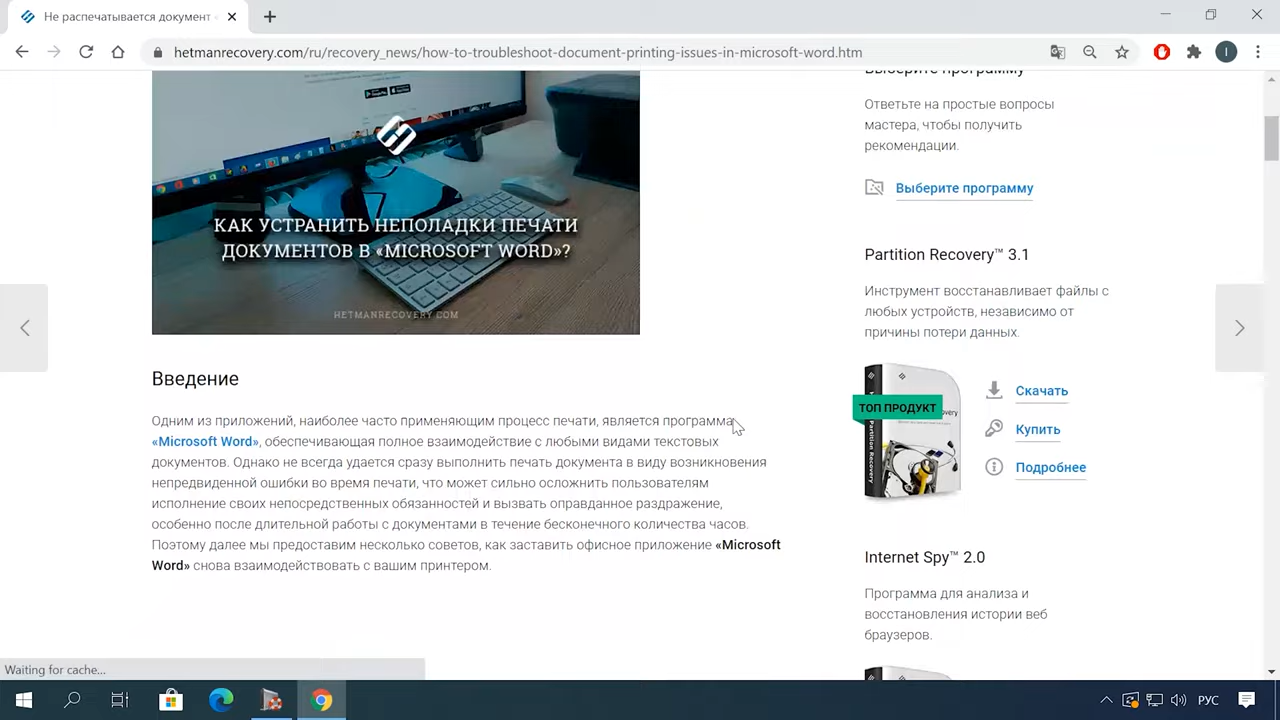 Не распечатывается документ
hetmanrecovery.com/ru/recovery_news/how-to-troubleshoot-document-printing-issues-in-microsoft-word.htm
I
КАК УСТРАНИТЬ НЕПОЛАДКИ ПЕЧАТИ
ДОКУМЕНТОВ В «MICROSOFT WORD»?
HETMANRECOVERY.COM
Введение
Одним из приложений, наиболее часто применяющим процесс печати, является программа
«Microsoft Word», обеспечивающая полное взаимодействие с любыми видами текстовых
документов. Однако не всегда удается сразу выполнить печать документа в виду возникновения
непредвиденной ошибки во время печати, что может сильно осложнить пользователям
исполнение своих непосредственных обязанностей и вызвать оправданное раздражение,
особенно после длительной работы с документами в течение бесконечного количества часов.
Поэтому далее мы предоставим несколько советов, как заставить офисное приложение «Microsoft
Word» снова взаимодействовать с вашим принтером.
Выберите программу
Ответьте на простые вопросы
мастера, чтобы получить
рекомендации.
Выберите программу
Partition Recovery™ 3.1
Инструмент восстанавливает файлы с
любых устройств, независимо от
причины потери данных.
ТОП ПРОДУКТ
Partition Recovery
Скачать
Купить
Подробнее
Internet Spy™ 2.0
Программа для анализа и
восстановления истории веб
браузеров.
Waiting for cache...
РУС